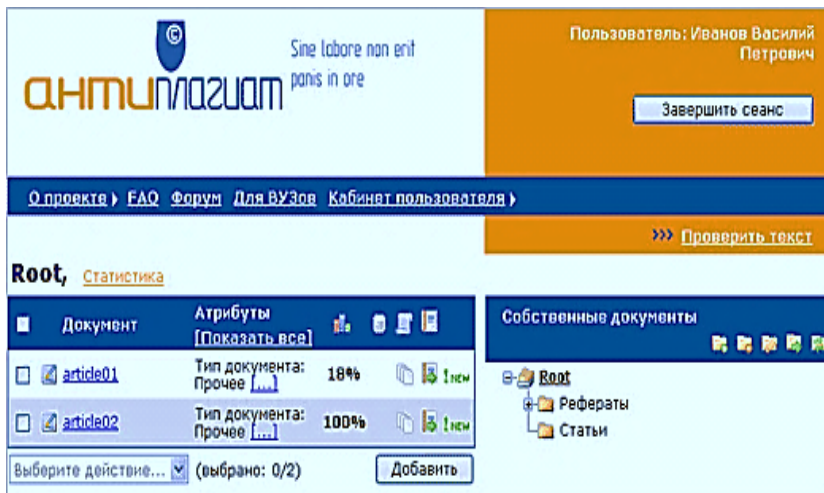 ©
антиплагиат
Sine labore non erit
panis in ore
Пользователь: Иванов Василий
Петрович
Завершить сеанс
О проекте FAQ Форум Для ВУЗов Кабинет пользователя
>>> Проверить текст
Root, Статистика
Документ
Атрибуты
[Показать все]
article01
Тип документа:
Прочее [...]
18%
!new
article02
Тип документа:
Прочее [...]
100%
!new
Выберите действие... (выбрано: 0/2) Добавить
Собственные документы
Root
Рефераты
Статьи